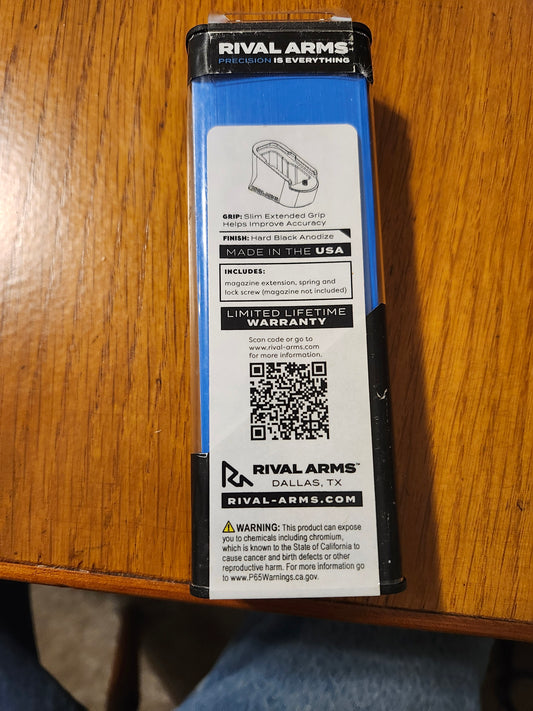 RIVAL ARMS™
PRECISION IS EVERYTHING
RIVAL ARMS
GRIP: Slim Extended Grip
Helps Improve Accuracy
FINISH: Hard Black Anodize
MADE IN THE USA
INCLUDES:
magazine extension, spring and
lock screw (magazine not included)
LIMITED LIFETIME
WARRANTY
Scan code or go to
www.rival-arms.com
for more information.
RIVAL ARMS™
DALLAS, TX
RIVAL-ARMS.COM
WARNING: This product can expose
you to chemicals including chromium,
which is known to the State of California to
cause cancer and birth defects or other
reproductive harm. For more information go
to www.P65Warnings.ca.gov.